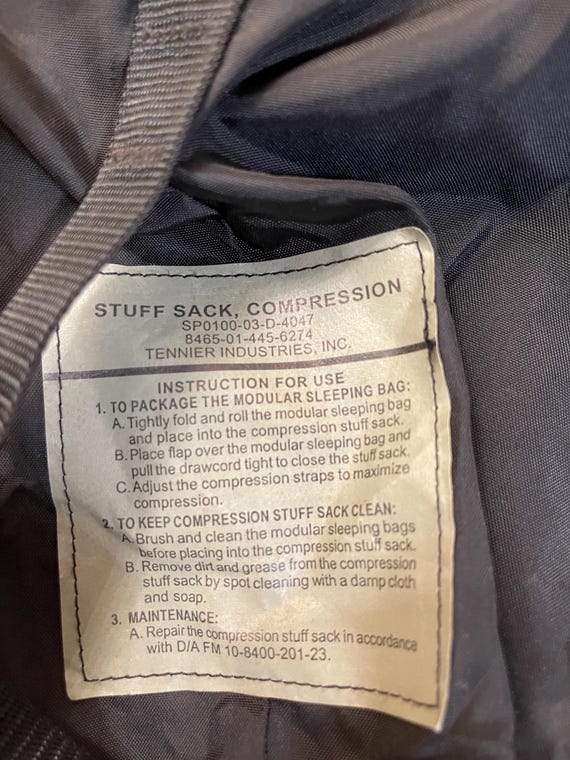 STUFF SACK, COMPRESSION
SP0100-03-D-4047
8465-01-445-6274
TENNIER INDUSTRIES, INC.
INSTRUCTION FOR USE
1. TO PACKAGE THE MODULAR SLEEPING BAG:
A. Tightly fold and roll the modular sleeping bag
and place into the compression stuff sack.
B. Place flap over the modular sleeping bag and
pull the drawcord tight to close the stuff sack.
C. Adjust the compression straps to maximize
compression.
2. TO KEEP COMPRESSION STUFF SACK CLEAN:
A. Brush and clean the modular sleeping bags
before placing into the compression stuff sack.
B. Remove dirt and grease from the compression
stuff sack by spot cleaning with a damp cloth
and soap.
3. MAINTENANCE:
A. Repair the compression stuff sack in accordance
with D/A FM 10-8400-201-23.